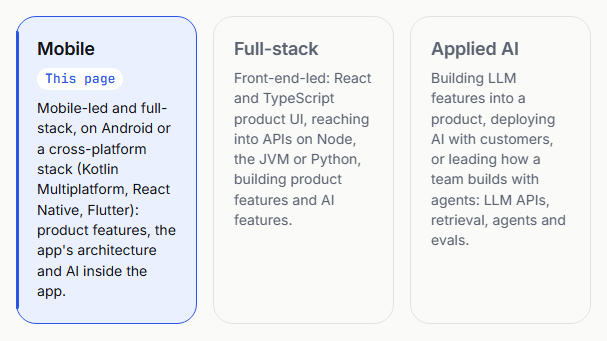 Mobile
This page
Mobile-led and full-
stack, on Android or
a cross-platform
stack (Kotlin
Multiplatform, React
Native, Flutter):
product features, the
app's architecture
and AI inside the
app.
Full-stack
Front-end-led: React
and TypeScript
product UI, reaching
into APIs on Node,
the JVM or Python,
building product
features and AI
features.
Applied AI
Building LLM
features into a
product, deploying
AI with customers,
or leading how a
team builds with
agents: LLM APIs,
retrieval, agents and
evals.